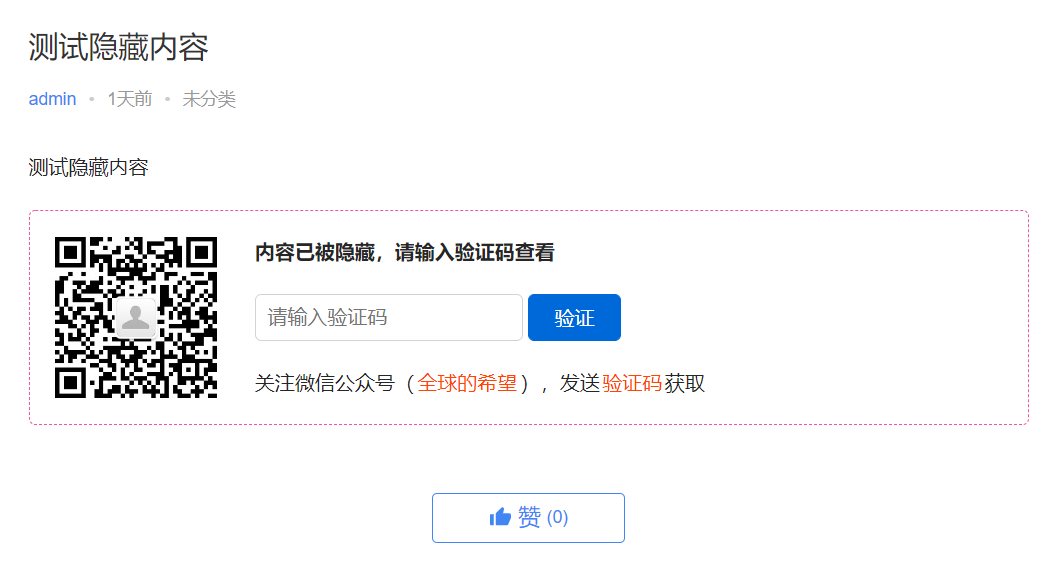 测试隐藏内容
admin • 1天前 • 未分类
测试隐藏内容
内容已被隐藏，请输入验证码查看
请输入验证码 验证
关注微信公众号（全球的希望），发送验证码获取
赞 (0)